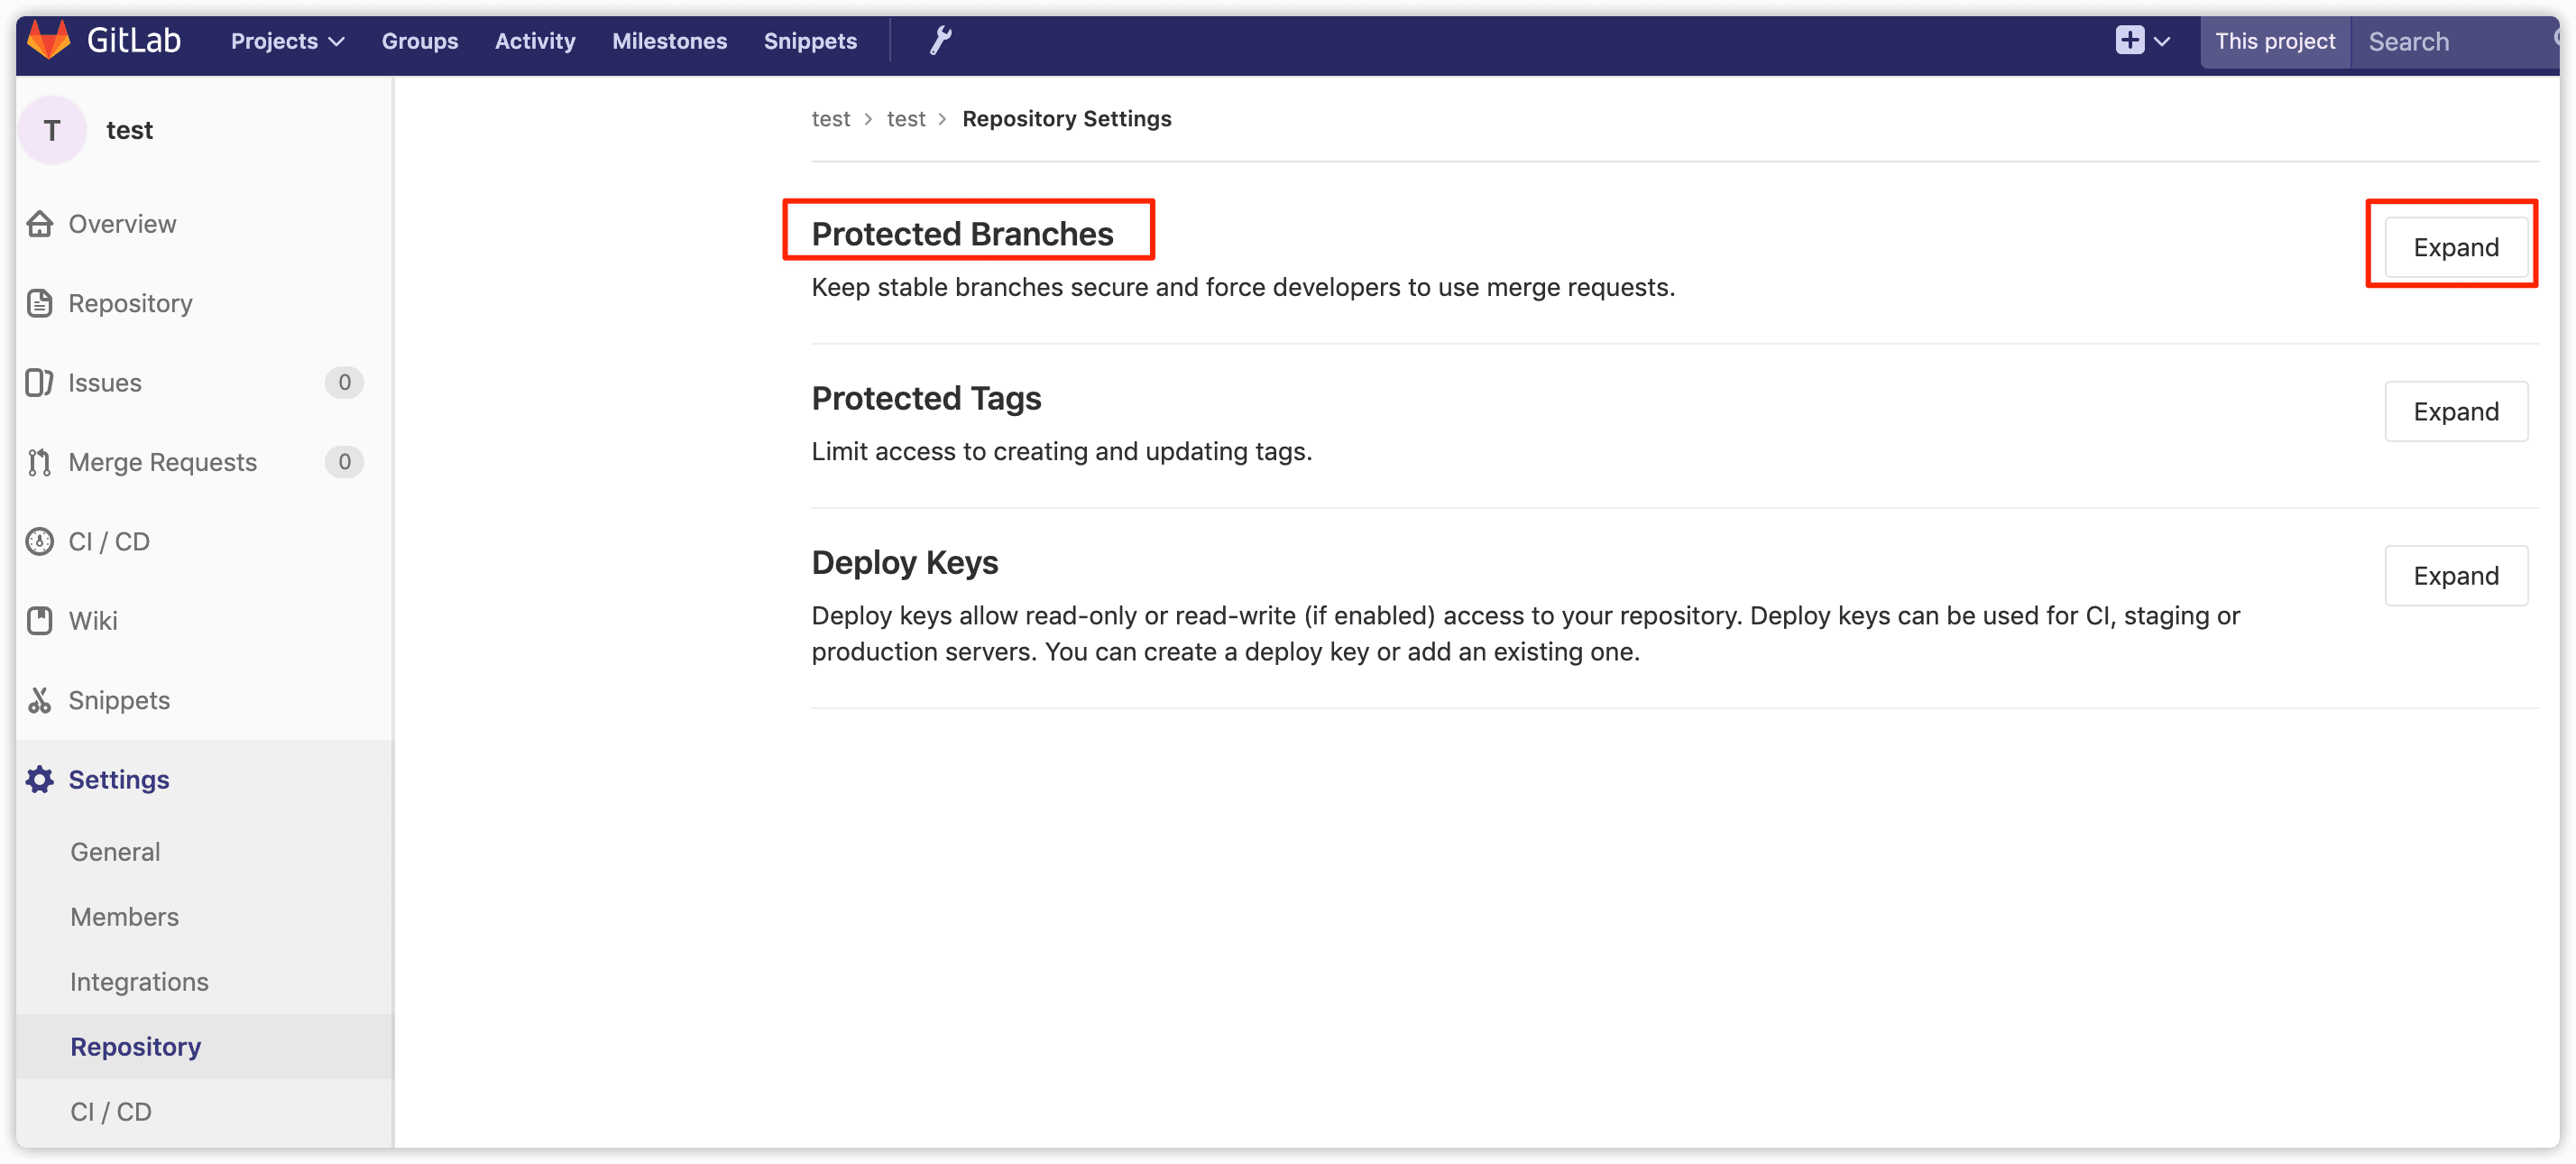 GitLab Projects Groups Activity Milestones Snippets This project Search
T test
Overview
Repository
Issues 0
Merge Requests 0
CI / CD
Wiki
Snippets
Settings
General
Members
Integrations
Repository
CI / CD
test > test > Repository Settings
Protected Branches
Expand
Keep stable branches secure and force developers to use merge requests.
Protected Tags
Expand
Limit access to creating and updating tags.
Deploy Keys
Expand
Deploy keys allow read-only or read-write (if enabled) access to your repository. Deploy keys can be used for CI, staging or
production servers. You can create a deploy key or add an existing one.